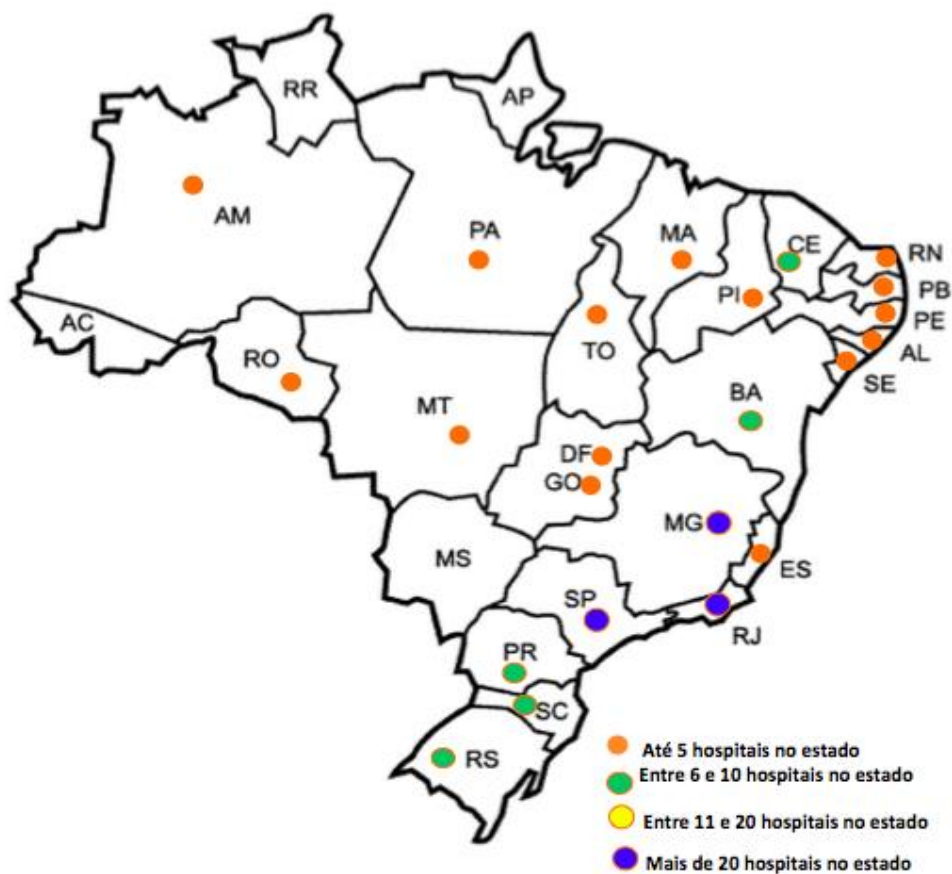 RR
AP
AM
PA
MA
CE
RN
PB
PI
PE
AC
RO
TO
AL
SE
BA
MT
DF
GO
MG
MS
ES
SP
RJ
PR
SC
RS
Até 5 hospitais no estado
Entre 6 e 10 hospitais no estado
Entre 11 e 20 hospitais no estado
Mais de 20 hospitais no estado